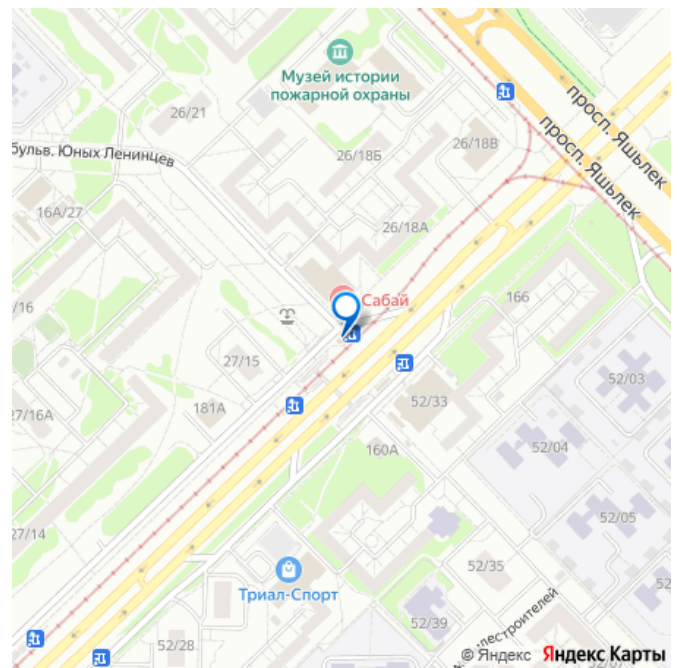 Музей истории
пожарной охраны
26/21
просп. Яшьлек
просп. Яшьлек
26/18В
бульв. Юных Ленинцев
26/18Б
16А/27
26/18А
Сабай
166
/16
27/15
52/03
181А
52/33
27/16А
52/04
160А
52/05
27/14
52/35
Триал-Спорт
52/39
лестроителей
52/28
© Яндекс Яндекс Карты